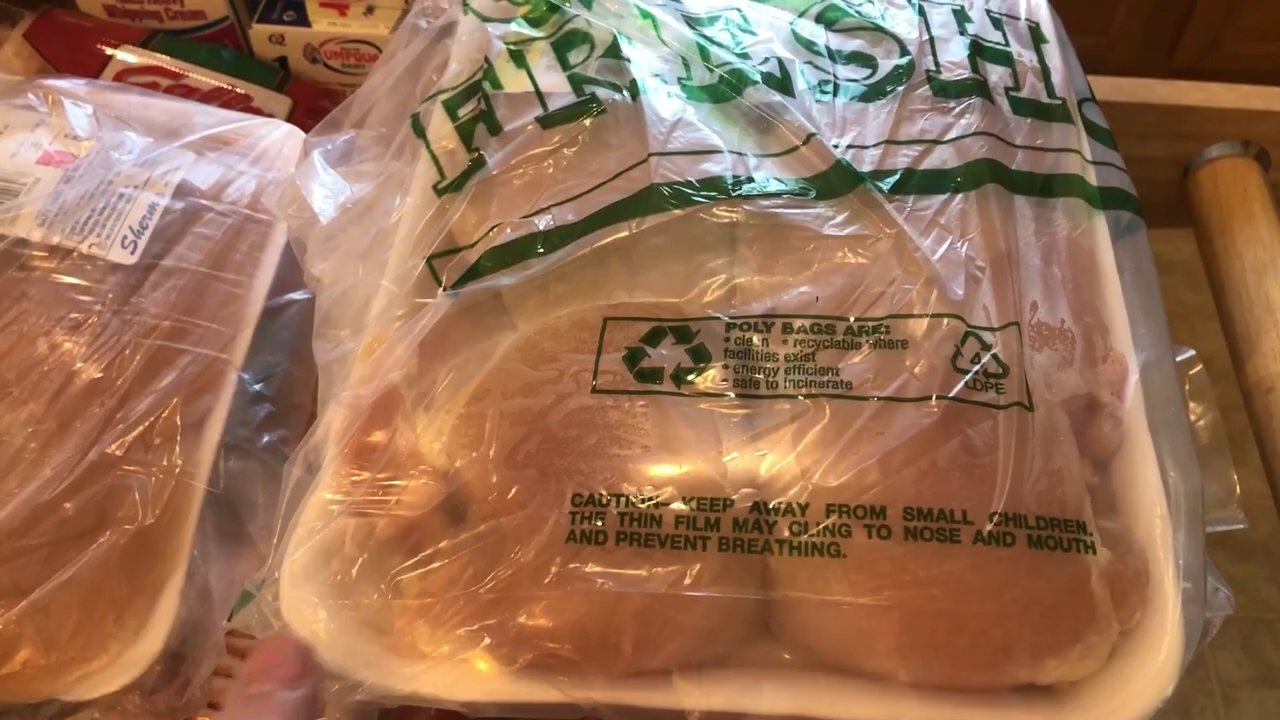 Whipping Cream
UMPQUA
FRESH
Sherm
POLY BAGS ARE:
• clean • recyclable where
facilities exist
• energy efficient
• safe to incinerate
LDPE
CAUTION- KEEP AWAY FROM SMALL CHILDREN.
THE THIN FILM MAY CLING TO NOSE AND MOUTH
AND PREVENT BREATHING.